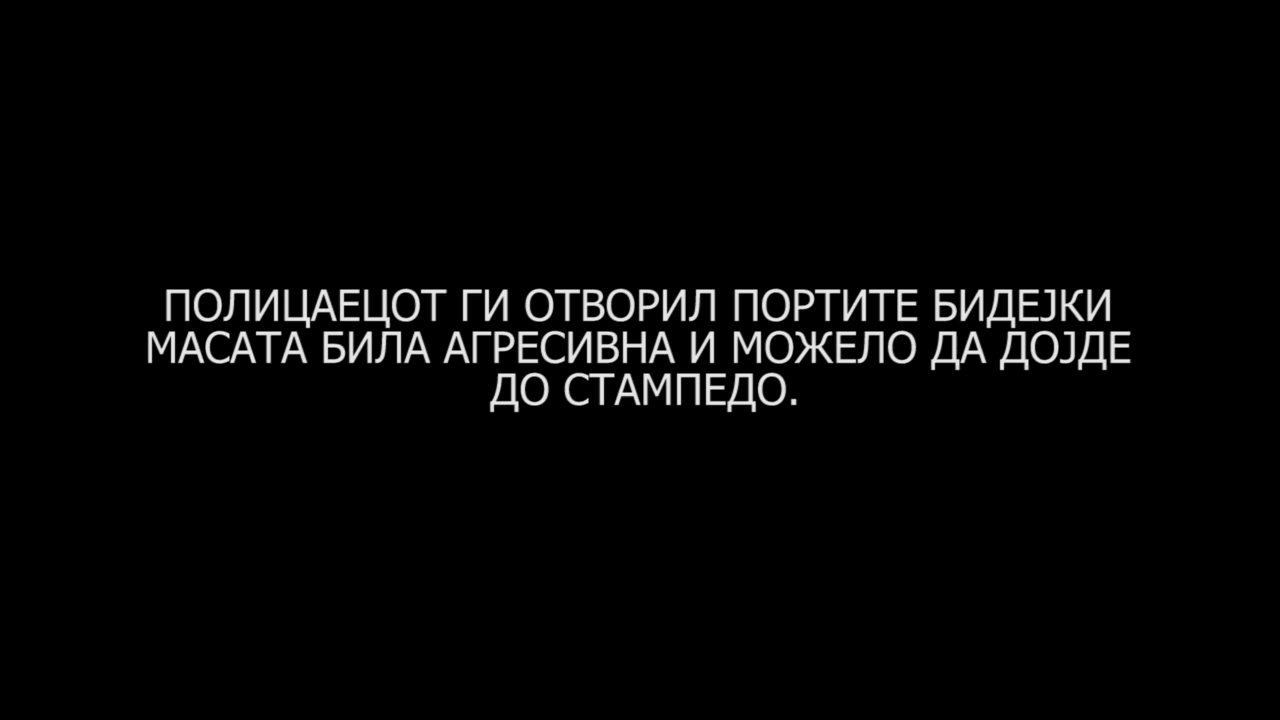 ПОЛИЦАЕЦОТ ГИ ОТВОРИЛ ПОРТИТЕ БИДЕЈКИ
МАСАТА БИЛА АГРЕСИВНА И МОЖЕЛО ДА ДОЈДЕ
ДО СТАМПЕДО.